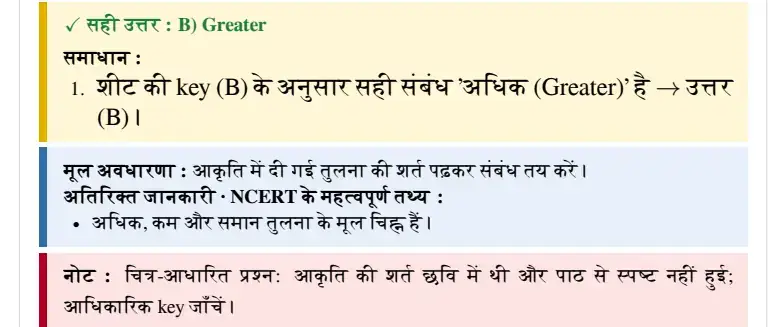 ✓ सही उत्तर : B) Greater
समाधान :
1. शीट की key (B) के अनुसार सही संबंध ’अधिक (Greater)’ है → उत्तर
(B)।
मूल अवधारणा : आकृति में दी गई तुलना की शर्त पढ़कर संबंध तय करें।
अतिरिक्त जानकारी · NCERT के महत्वपूर्ण तथ्य :
• अधिक, कम और समान तुलना के मूल चिह्न हैं।
नोट : चित्र-आधारित प्रश्न: आकृति की शर्त छवि में थी और पाठ से स्पष्ट नहीं हुई;
आधिकारिक key जाँचें।